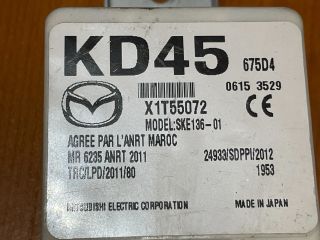 KD45 675D4
0615 3529
X1T55072 CE
MODEL:SKE136-01
AGREE PAR L'ANRT MAROC
MR 6235 ANRT 2011 24933/SDPPI/2012
TRC/LPD/2011/80 1953
MITSUBISHI ELECTRIC CORPORATION MADE IN JAPAN